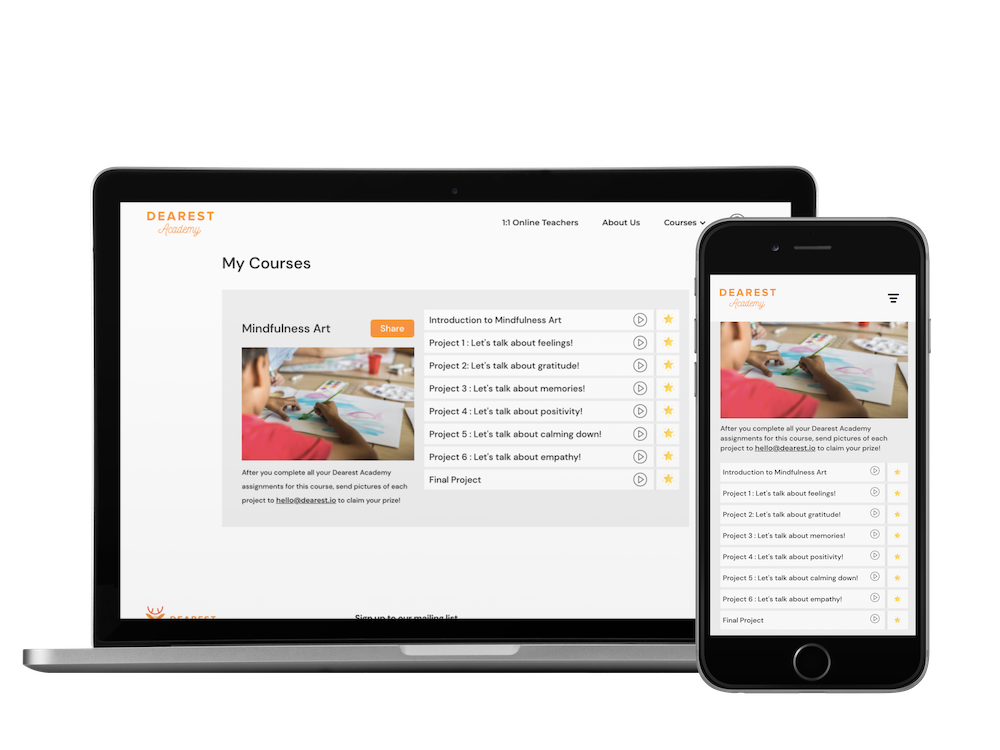 DEAREST
Academy
1:1 Online Teachers
About Us
Courses
My Courses
Mindfulness Art
Share
After you complete all your Dearest Academy
assignments for this course, send pictures of each
project to hello@dearest.io to claim your prize!
Introduction to Mindfulness Art
Project 1 : Let's talk about feelings!
Project 2: Let's talk about gratitude!
Project 3 : Let's talk about memories!
Project 4 : Let's talk about positivity!
Project 5 : Let's talk about calming down!
Project 6 : Let's talk about empathy!
Final Project
DEAREST
Sign up to our mailing list
DEAREST
Academy
After you complete all your Dearest Academy
assignments for this course, send pictures of each
project to hello@dearest.io to claim your prize!
Introduction to Mindfulness Art
Project 1 : Let's talk about feelings!
Project 2: Let's talk about gratitude!
Project 3 : Let's talk about memories!
Project 4 : Let's talk about positivity!
Project 5 : Let's talk about calming down!
Project 6 : Let's talk about empathy!
Final Project